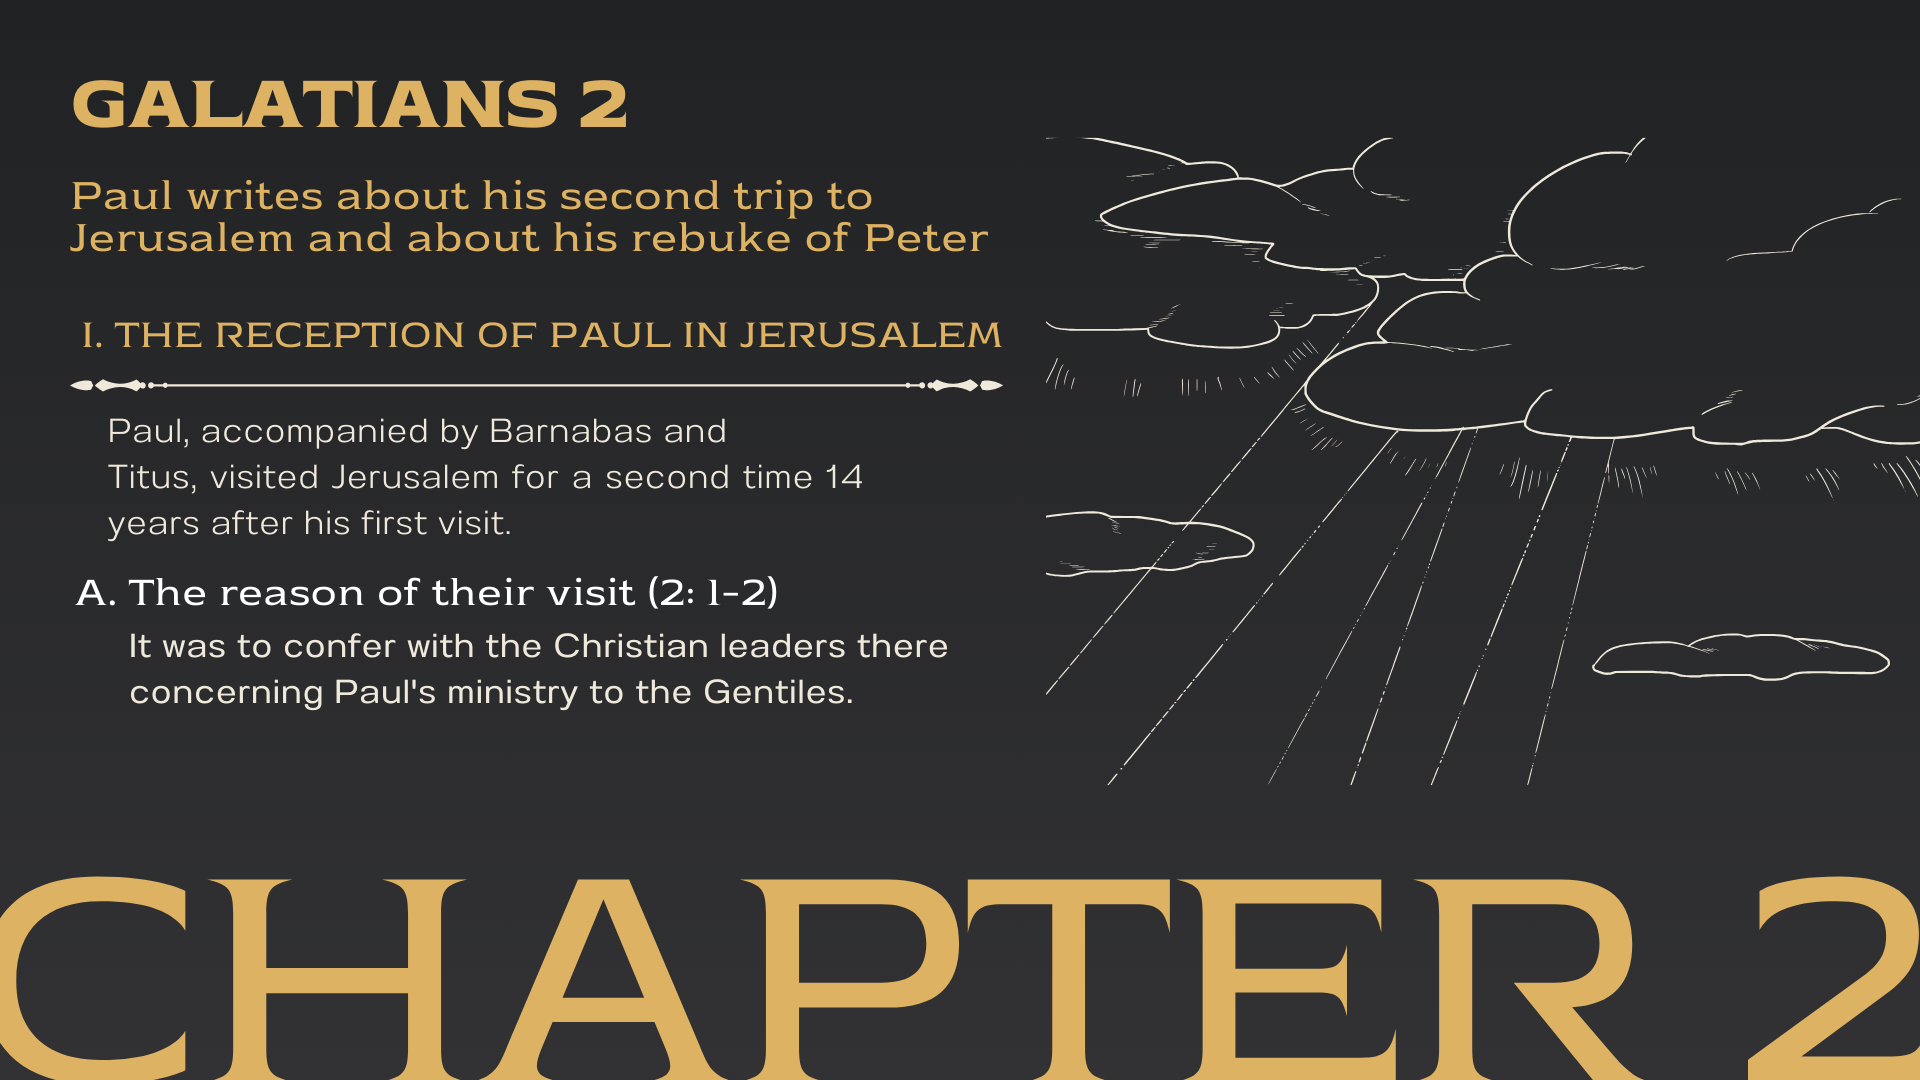 GALATIANS 2
Paul writes about his second trip to
Jerusalem and about his rebuke of Peter
I. THE RECEPTION OF PAUL IN JERUSALEM
Paul, accompanied by Barnabas and
Titus, visited Jerusalem for a second time 14
years after his first visit.
A. The reason of their visit (2: 1-2)
It was to confer with the Christian leaders there
concerning Paul's ministry to the Gentiles.
CHAPTER 2